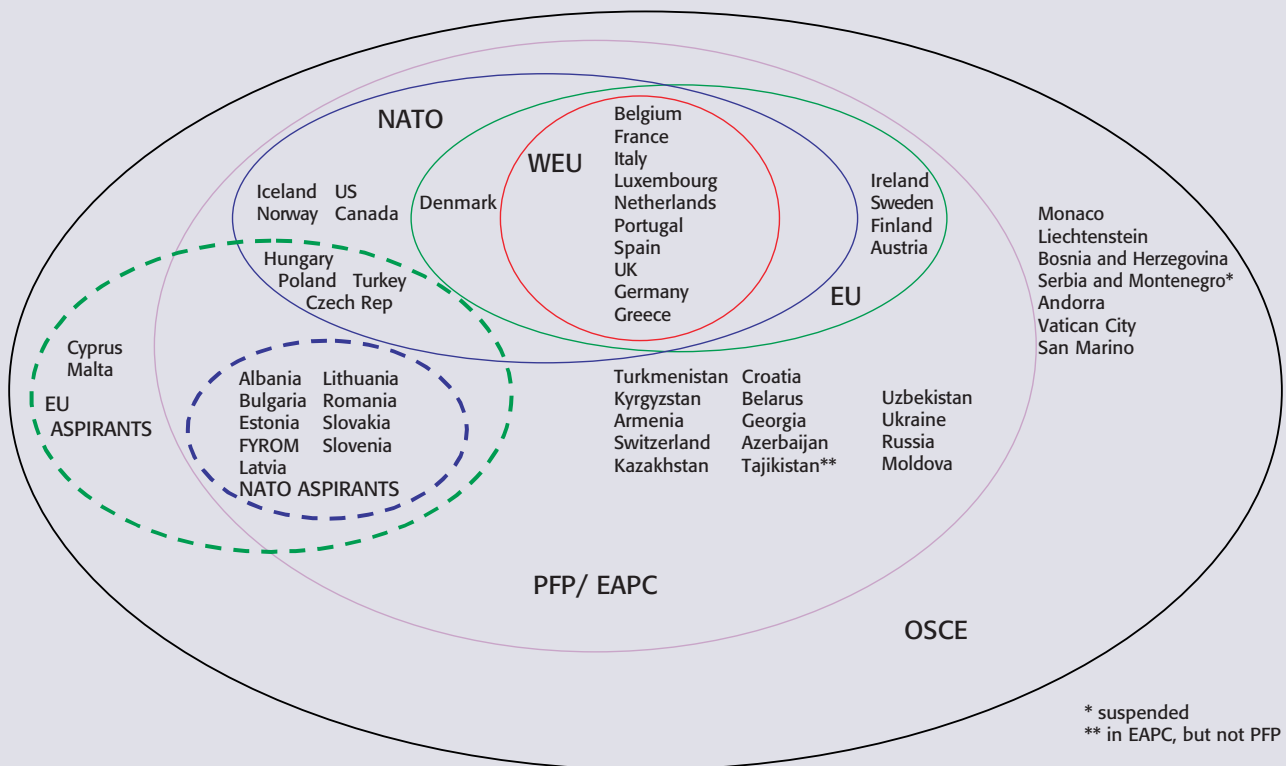 NATO
WEU
Belgium
France
Italy
Luxembourg
Netherlands
Portugal
Spain
UK
Germany
Greece
Iceland US
Norway Canada
Denmark
Ireland
Sweden
Finland
Austria
EU
Monaco
Liechtenstein
Bosnia and Herzegovina
Serbia and Montenegro*
Andorra
Vatican City
San Marino
Hungary
Poland Turkey
Czech Rep
Cyprus
Malta
EU
ASPIRANTS
Albania Lithuania
Bulgaria Romania
Estonia Slovakia
FYROM Slovenia
Latvia
NATO ASPIRANTS
Turkmenistan Croatia
Kyrgyzstan Belarus
Armenia Georgia
Switzerland Azerbaijan
Kazakhstan Tajikistan**
Uzbekistan
Ukraine
Russia
Moldova
PFP/ EAPC
OSCE
* suspended
** in EAPC, but not PFP